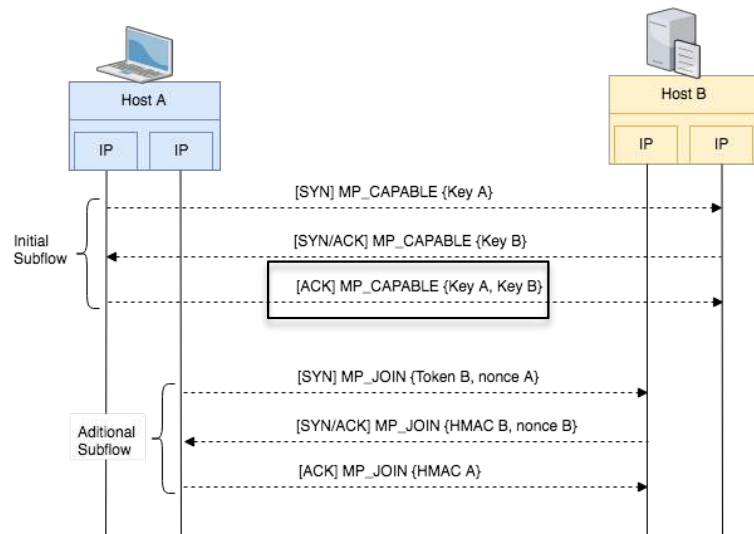 Host A
Host B
IP
IP
IP
IP
[SYN] MP_CAPABLE {Key A}
[SYN/ACK] MP_CAPABLE {Key B}
Initial
Subflow
[ACK] MP_CAPABLE {Key A, Key B}
[SYN] MP_JOIN {Token B, nonce A}
[SYN/ACK] MP_JOIN {HMAC B, nonce B}
Aditional
Subflow
[ACK] MP_JOIN {HMAC A}